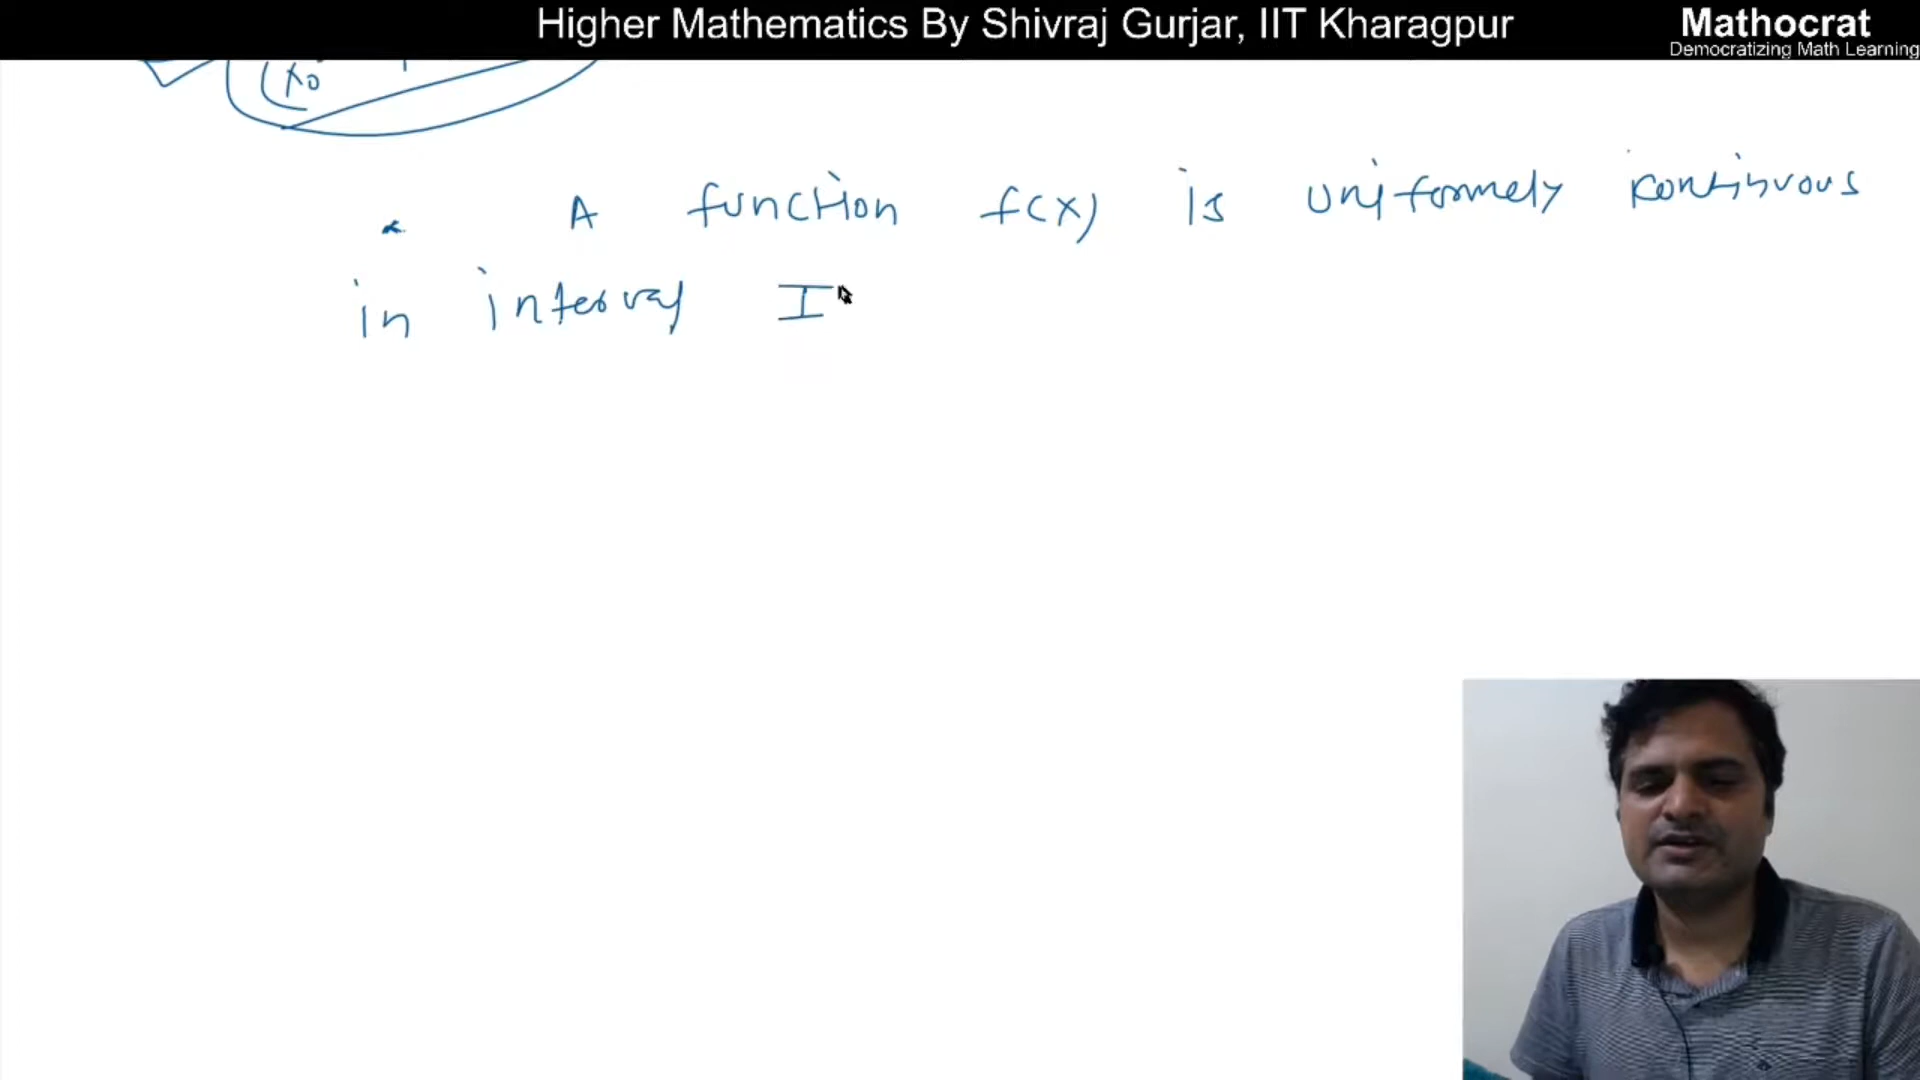 Higher Mathematics By Shivraj Gurjar, IIT Kharagpur
Mathocrat
Democratizing Math Learning
(x₀
A function f(x) is uniformely continuous
in interval I